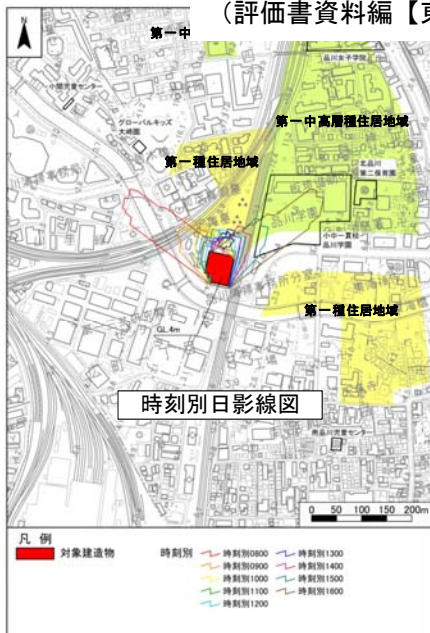 (評価書資料編【東
N
第一中
品川女子学院
小関児童センター
グローバルキッズ
大崎園
第一中高層種住居地域
第一種住居地域
北品川
第二保育園
小中一貫校
品川学園
第一種住居地域
GL.4m
時刻別日影線図
南品川児童センター
0 50 100 150 200m
凡 例
対象建造物
時刻別
時刻別0800 時刻別1300
時刻別0900 時刻別1400
時刻別1000 時刻別1500
時刻別1100 時刻別1600
時刻別1200